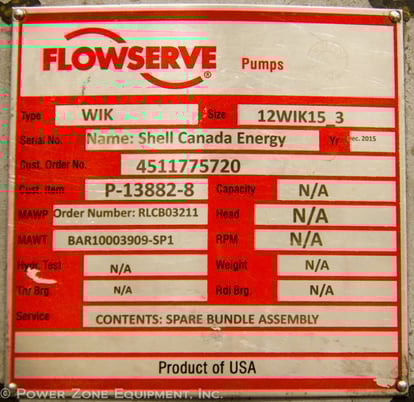 FLOWSERVE ® Pumps
Type WIK Size 12WIK15_3
Serial No. Name: Shell Canada Energy Yr Dec. 2015
Cust. Order No. 4511775720
Cust. Item P-13882-8 Capacity N/A
MAWP Order Number: RLCB03211 Head N/A
MAWT BAR10003909-SP1 RPM N/A
Hydr. Test N/A Weight N/A
Thr Brg. N/A Rdl Brg. N/A
Service CONTENTS: SPARE BUNDLE ASSEMBLY
Product of USA
© Power Zone Equipment, Inc.